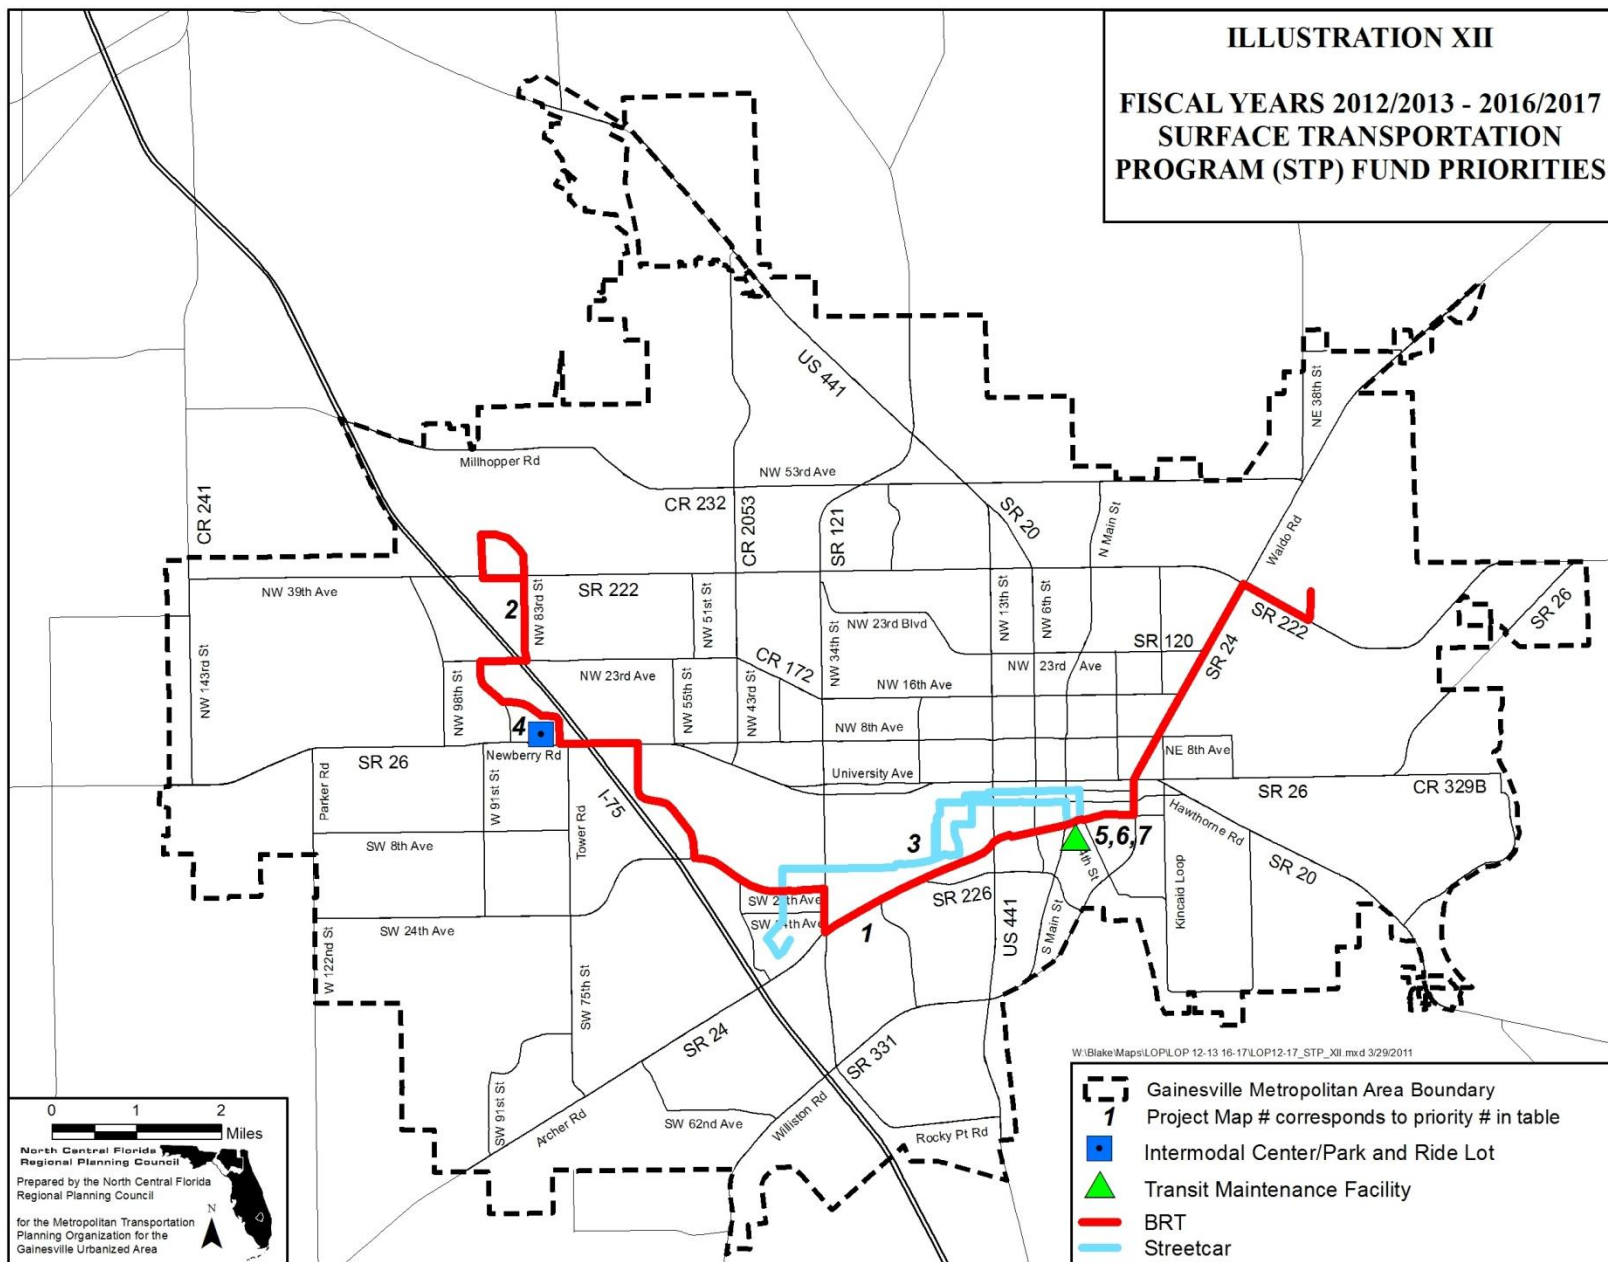 ILLUSTRATION XII
FISCAL YEARS 2012/2013 - 2016/2017
SURFACE TRANSPORTATION
PROGRAM (STP) FUND PRIORITIES
US 441
NE 38th St
Millhopper Rd
NW 53rd Ave
CR 241
CR 232
CR 2053
SR 121
SR 20
N Main St
Waldo Rd
NW 39th Ave
2
NW 83rd St
SR 222
NW 51st St
NW 34th St
NW 23rd Blvd
NW 13th St
NW 6th St
SR 120
SR 222
SR 26
NW 143rd St
NW 98th St
NW 23rd Ave
NW 55th St
NW 43rd St
CR 172
NW 16th Ave
NW 23rd Ave
SR 24
4
NW 8th Ave
NE 8th Ave
Newberry Rd
SR 26
University Ave
SR 26
CR 329B
Parker Rd
W 91st St
Tower Rd
I-75
Hawthorne Rd
SW 8th Ave
3
5,6,7
4th St
SR 20
SR 226
Kincaid Loop
SW 24th Ave
1
US 441
S Main St
W 122nd St
SW 75th St
SR 24
SR 331
SW 91st St
Archer Rd
SW 62nd Ave
Williston Rd
Rocky Pt Rd
W:\Blake\Maps\LOP\LOP 12-13 16-17\LOP12-17_STP_XII.mxd 3/29/2011
Gainesville Metropolitan Area Boundary
1 Project Map # corresponds to priority # in table
Intermodal Center/Park and Ride Lot
Transit Maintenance Facility
BRT
Streetcar
0 1 2
Miles
North Central Florida
Regional Planning Council
Prepared by the North Central Florida
Regional Planning Council
N
for the Metropolitan Transportation
Planning Organization for the
Gainesville Urbanized Area